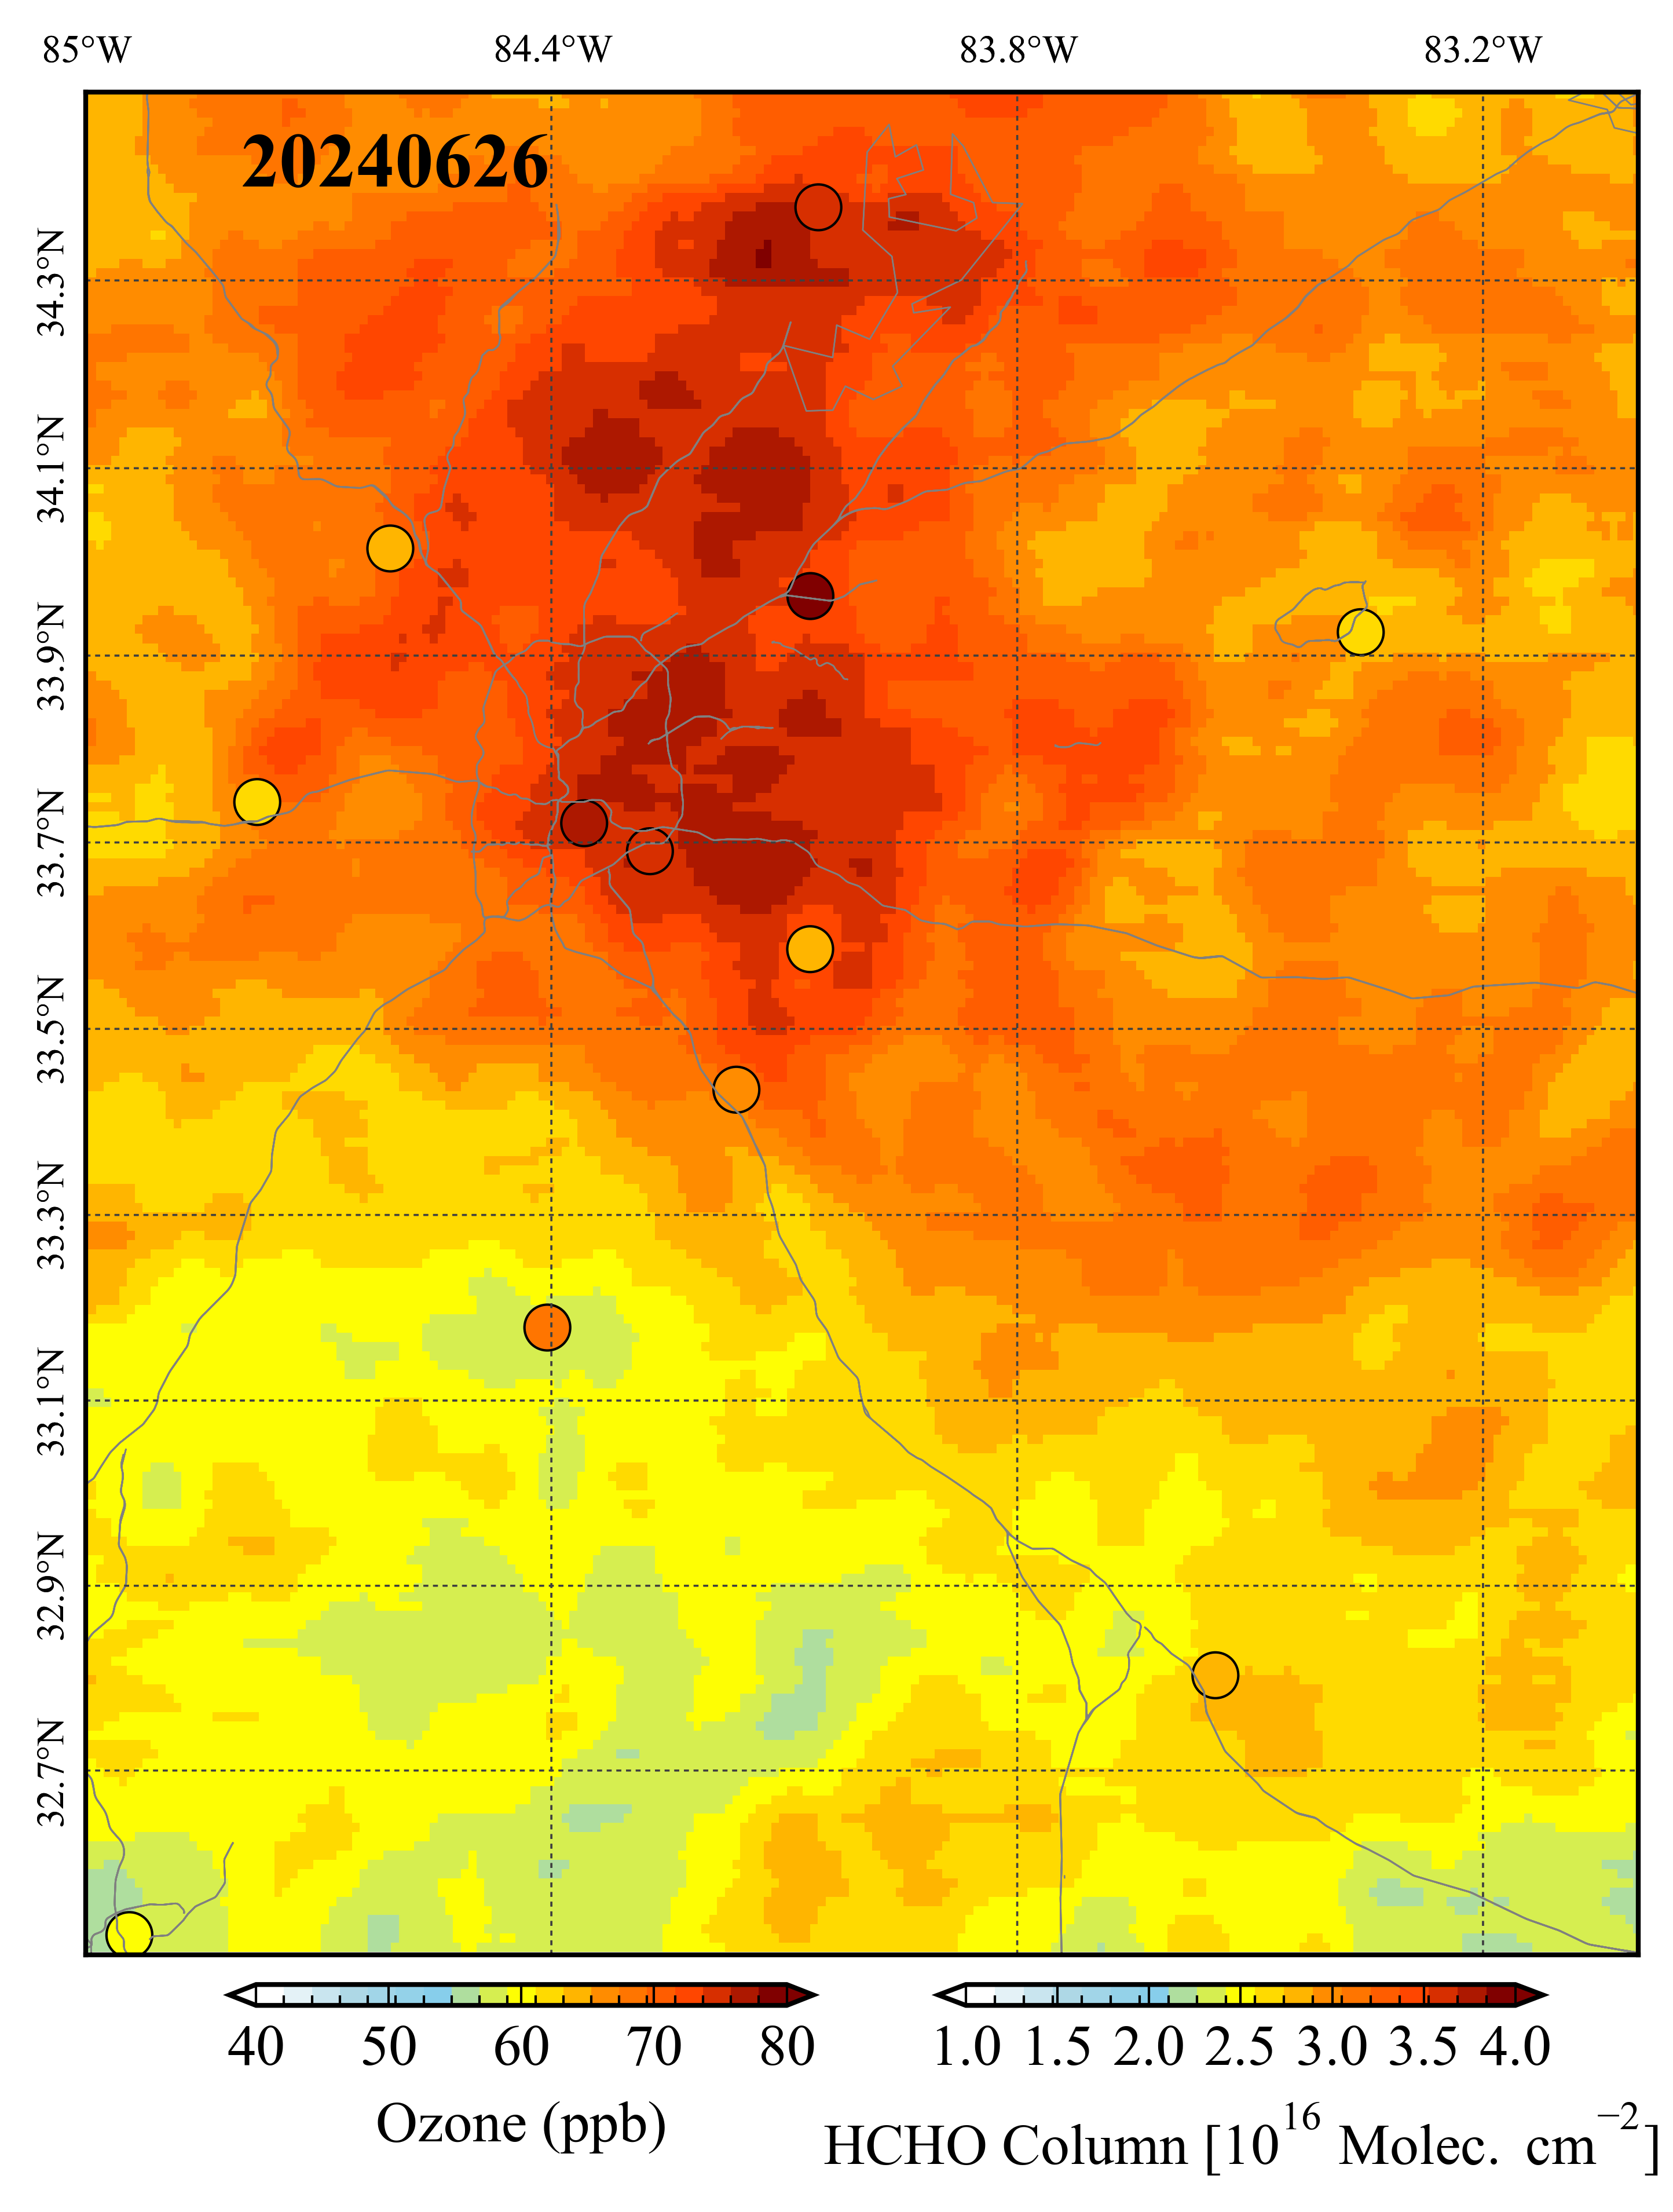 85°W 84.4°W 83.8°W 83.2°W
20240626
34.3°N
34.1°N
33.9°N
33.7°N
33.5°N
33.3°N
33.1°N
32.9°N
32.7°N
40 50 60 70 80
1.0 1.5 2.0 2.5 3.0 3.5 4.0
Ozone (ppb)
HCHO Column [10¹⁶ Molec. cm⁻²]